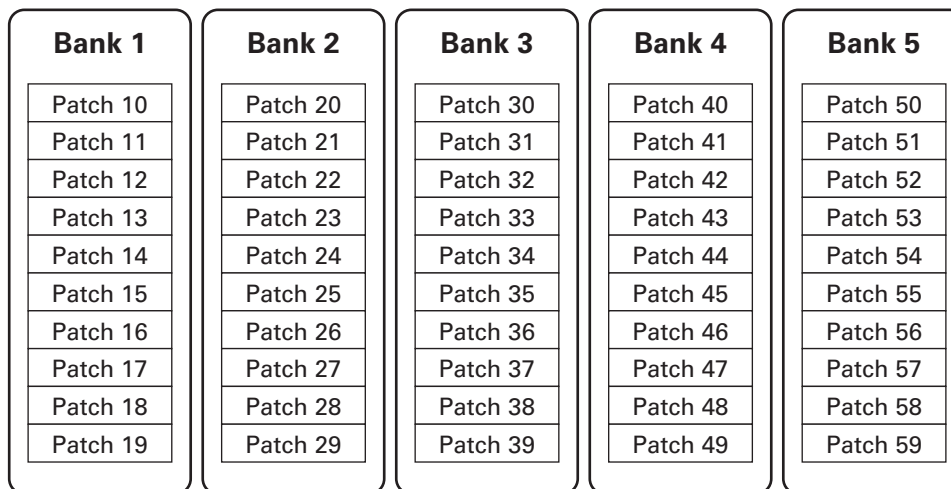 Bank 1
Patch 10
Patch 11
Patch 12
Patch 13
Patch 14
Patch 15
Patch 16
Patch 17
Patch 18
Patch 19
Bank 2
Patch 20
Patch 21
Patch 22
Patch 23
Patch 24
Patch 25
Patch 26
Patch 27
Patch 28
Patch 29
Bank 3
Patch 30
Patch 31
Patch 32
Patch 33
Patch 34
Patch 35
Patch 36
Patch 37
Patch 38
Patch 39
Bank 4
Patch 40
Patch 41
Patch 42
Patch 43
Patch 44
Patch 45
Patch 46
Patch 47
Patch 48
Patch 49
Bank 5
Patch 50
Patch 51
Patch 52
Patch 53
Patch 54
Patch 55
Patch 56
Patch 57
Patch 58
Patch 59